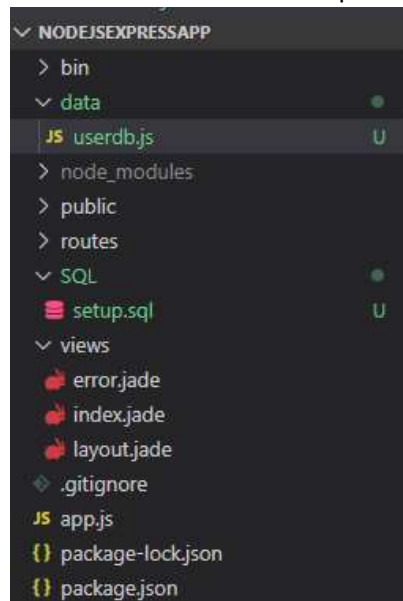 NODEJSEXPRESSAPP
bin
data
JS userdb.js U
node_modules
public
routes
SQL
setup.sql U
views
error.jade
index.jade
layout.jade
.gitignore
JS app.js
{} package-lock.json
{} package.json